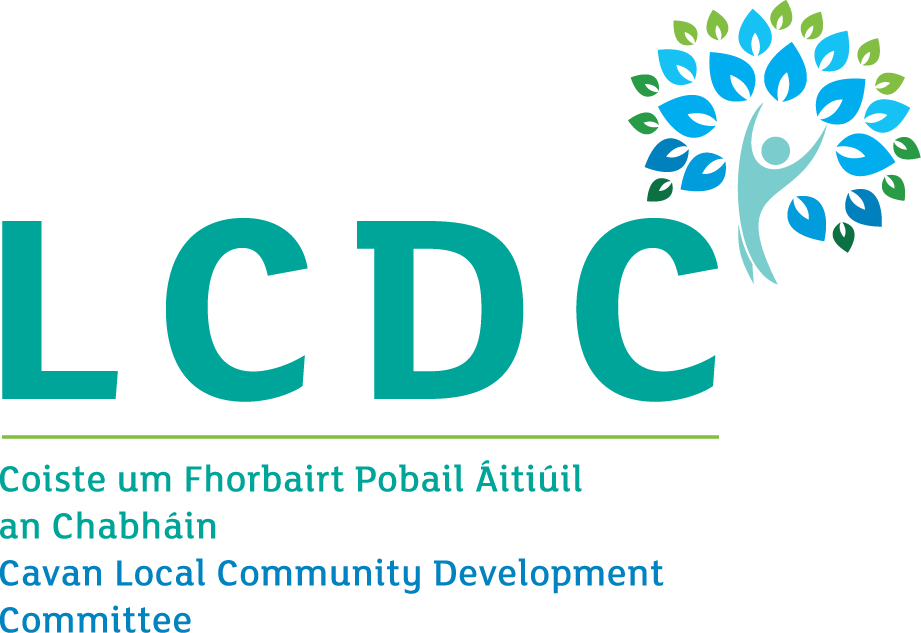 LCDC
Coiste um Fhorbairt Pobail Áitiúil
an Chabháin
Cavan Local Community Development
Committee